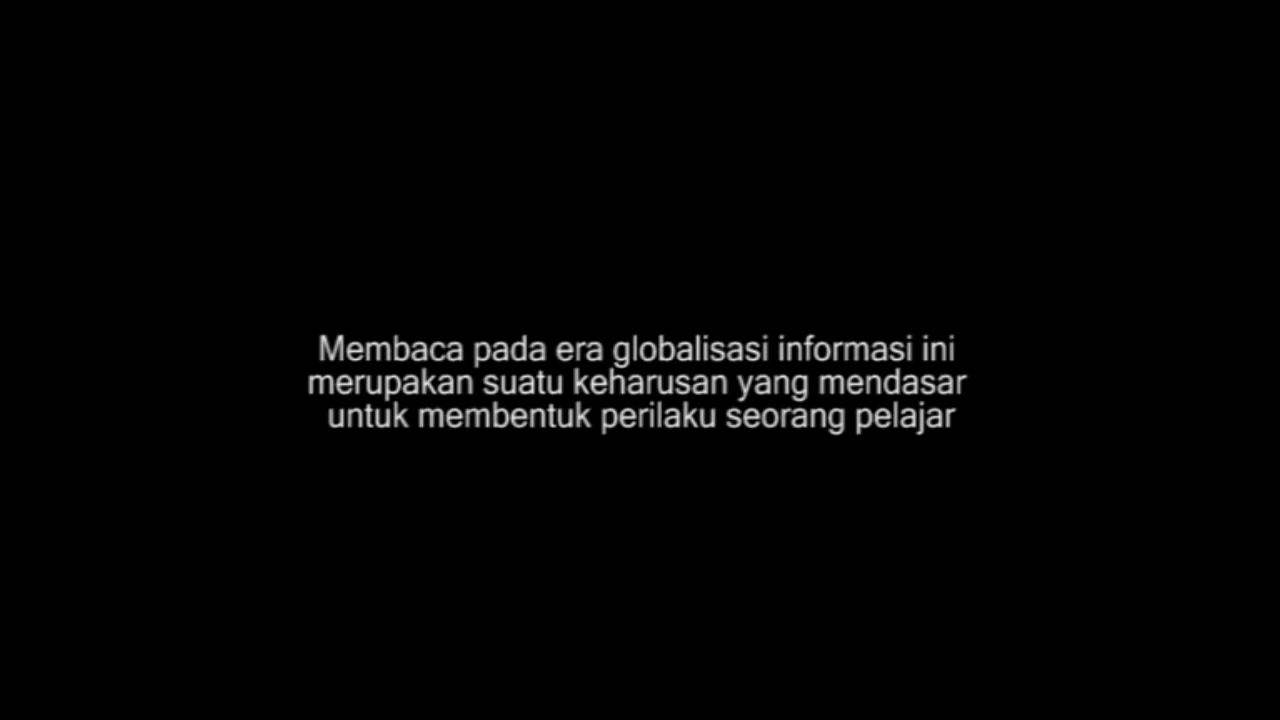 Membaca pada era globalisasi informasi ini
merupakan suatu keharusan yang mendasar
untuk membentuk perilaku seorang pelajar